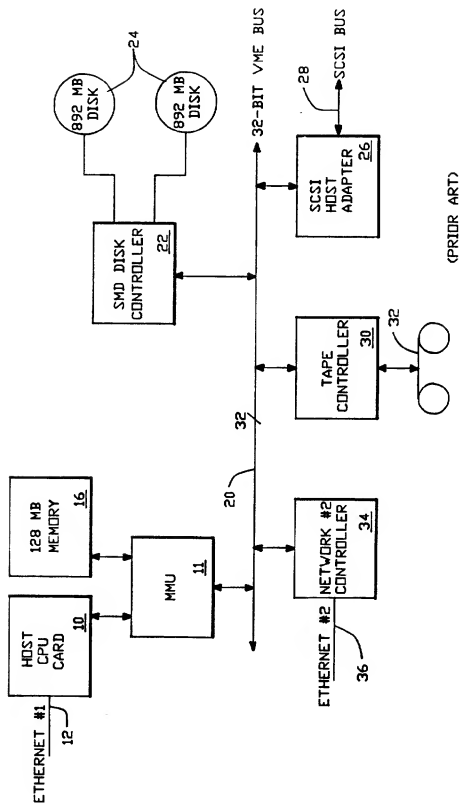 ETHERNET #1
12
HOST
CPU
CARD
10
128 MB
MEMORY
16
MMU
11
SMD DISK
CONTROLLER
22
892 MB
DISK
892 MB
DISK
24
20
32
32-BIT VME BUS
ETHERNET #2
36
NETWORK #2
CONTROLLER
34
TAPE
CONTROLLER
30
32
SCSI
HOST
ADAPTER
26
28
SCSI BUS
(PRIOR ART)